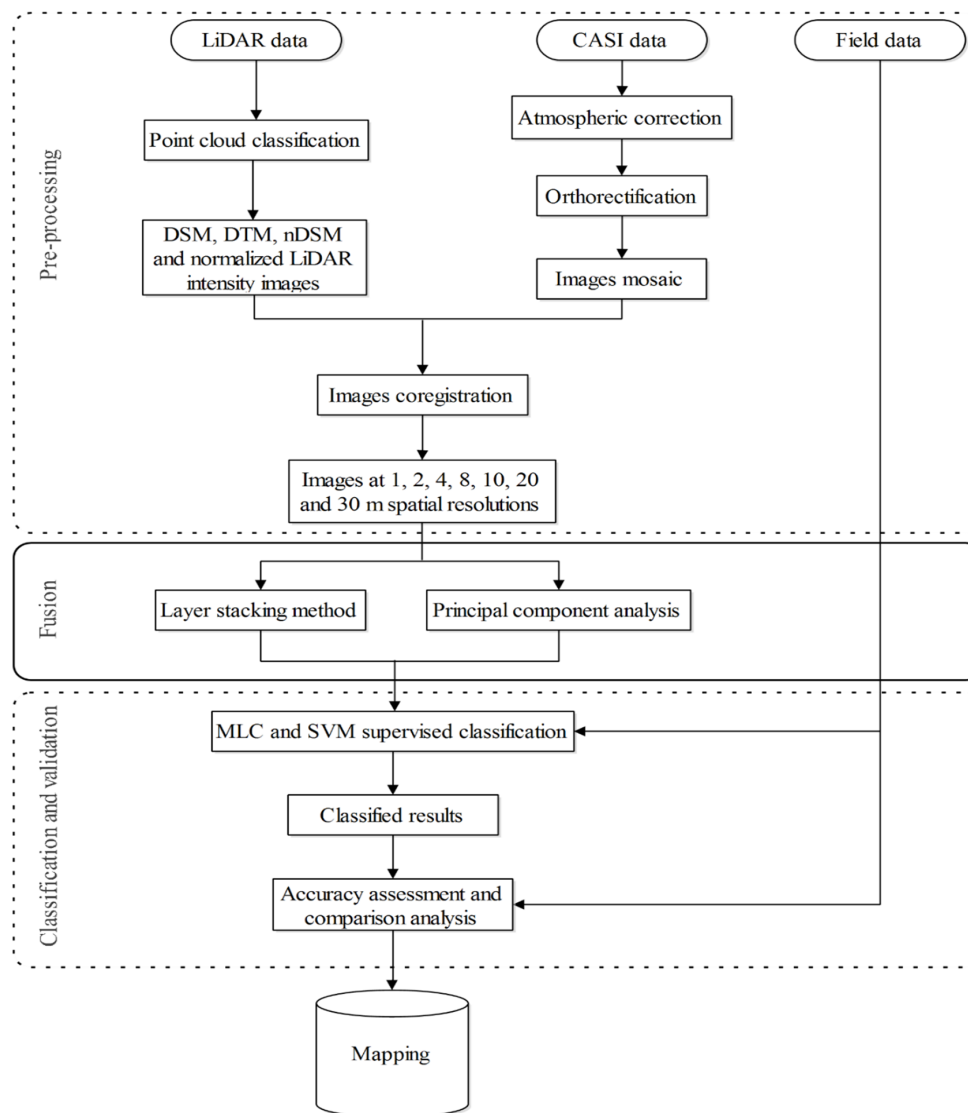 LiDAR data
CASI data
Field data
Pre-processing
Point cloud classification
Atmospheric correction
Orthorectification
DSM, DTM, nDSM
and normalized LiDAR
intensity images
Images mosaic
Images coregistration
Images at 1, 2, 4, 8, 10, 20
and 30 m spatial resolutions
Fusion
Layer stacking method
Principal component analysis
Classification and validation
MLC and SVM supervised classification
Classified results
Accuracy assessment and
comparison analysis
Mapping